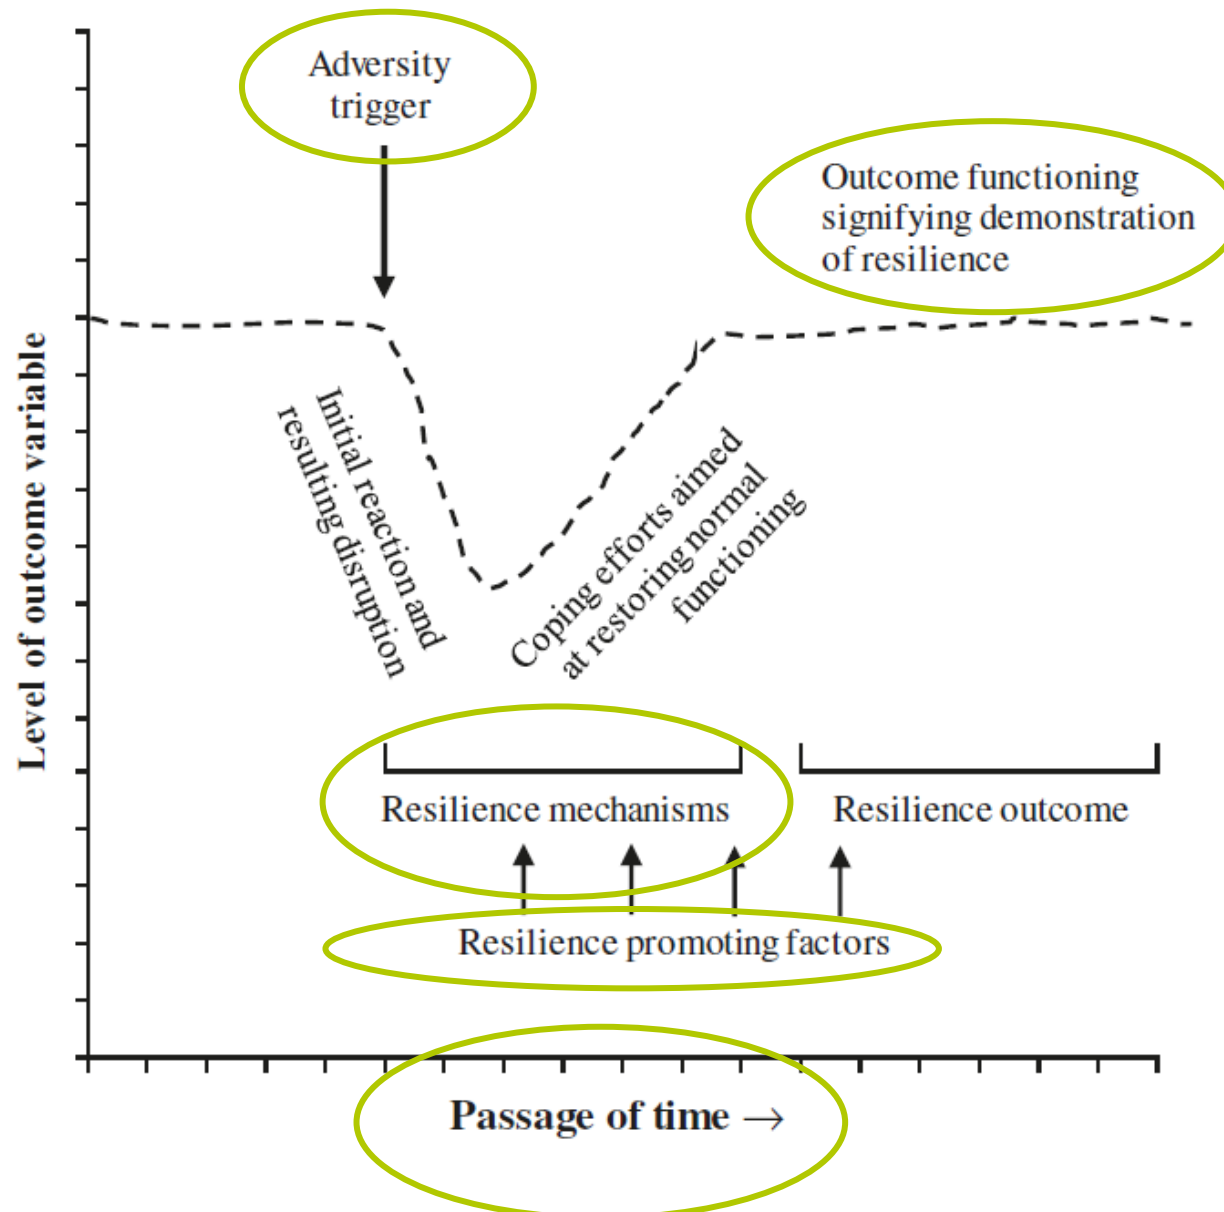 Adversity
trigger
Outcome functioning
signifying demonstration
of resilience
Level of outcome variable
Initial reaction and
resulting disruption
Coping efforts aimed
at restoring normal
functioning
Resilience mechanisms
Resilience outcome
Resilience promoting factors
Passage of time →